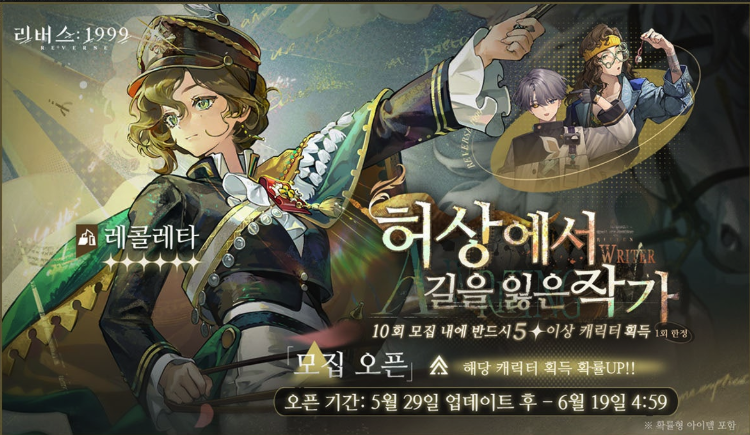 리버스:1999
REVERSE
레콜레타
허상에서
WRITER
길을 잃은 작가
10회 모집 내에 반드시 5✦ 이상 캐릭터 획득 1회 한정
「모집 오픈」 해당 캐릭터 획득 확률UP!!
오픈 기간: 5월 29일 업데이트 후 - 6월 19일 4:59
※ 확률형 아이템 포함